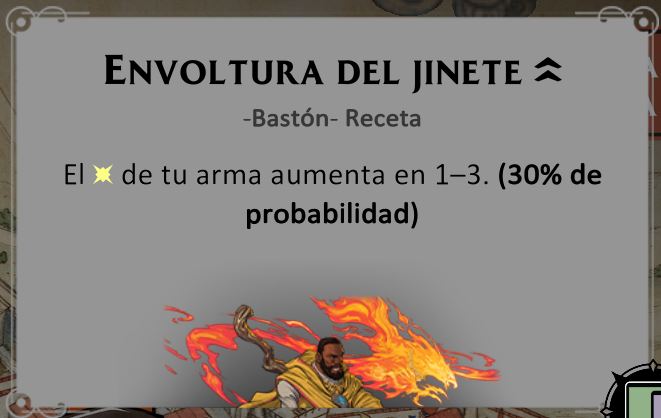 ENVOLTURA DEL JINETE
-Bastón- Receta
El de tu arma aumenta en 1–3. (30% de
probabilidad)